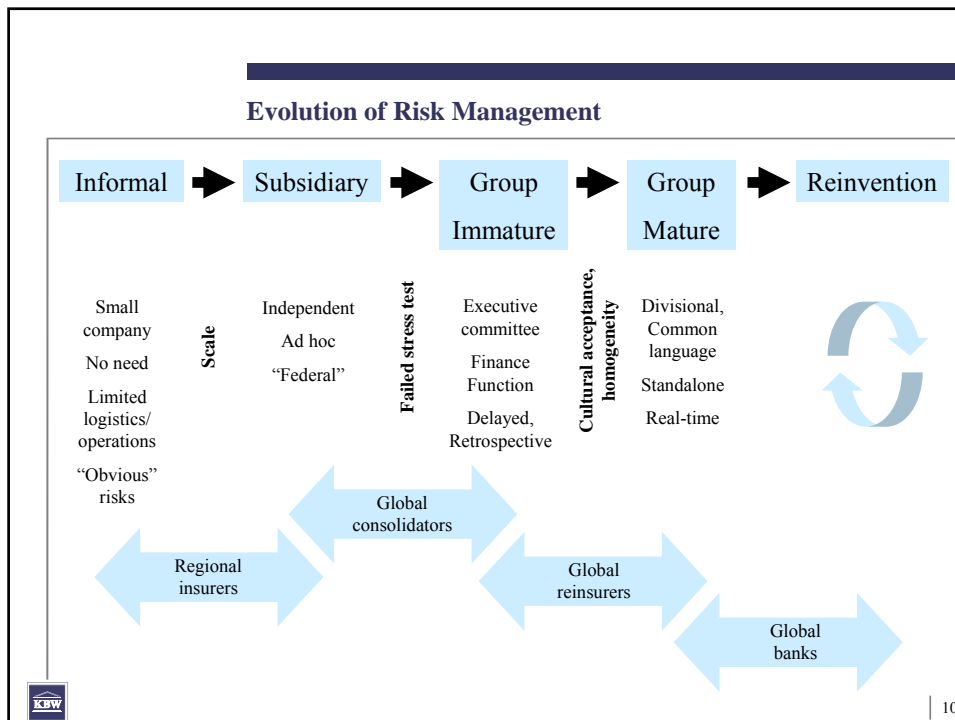 Evolution of Risk Management
Informal
Subsidiary
Group
Immature
Group
Mature
Reinvention
Small
company
No need
Limited
logistics/
operations
“Obvious”
risks
Scale
Independent
Ad hoc
“Federal”
Failed stress test
Executive
committee
Finance
Function
Delayed,
Retrospective
Cultural acceptance,
homogeneity
Divisional,
Common
language
Standalone
Real-time
Global
consolidators
Regional
insurers
Global
reinsurers
Global
banks
KBW
10